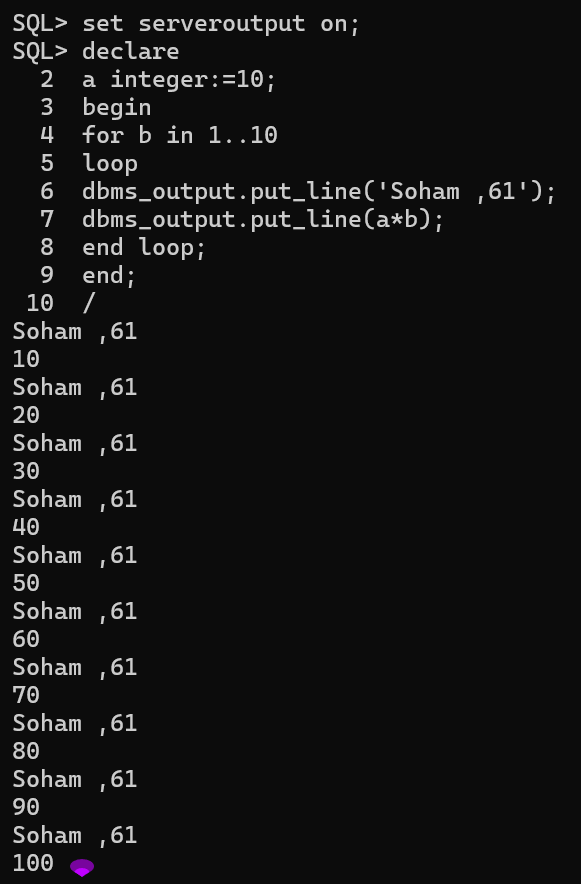 SQL> set serveroutput on;
SQL> declare
  2  a integer:=10;
  3  begin
  4  for b in 1..10
  5  loop
  6  dbms_output.put_line('Soham ,61');
  7  dbms_output.put_line(a*b);
  8  end loop;
  9  end;
 10  /
Soham ,61
10
Soham ,61
20
Soham ,61
30
Soham ,61
40
Soham ,61
50
Soham ,61
60
Soham ,61
70
Soham ,61
80
Soham ,61
90
Soham ,61
100